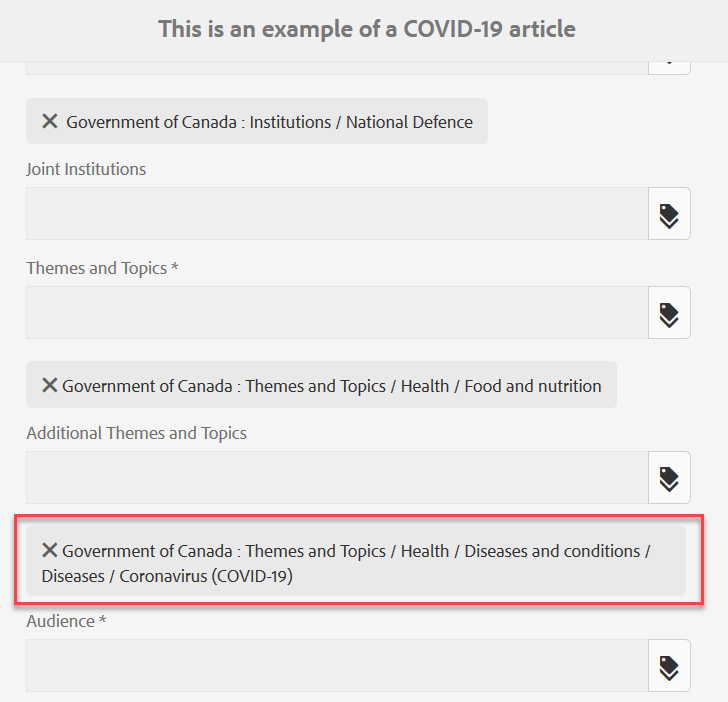 This is an example of a COVID-19 article
Government of Canada : Institutions / National Defence
Joint Institutions
Themes and Topics *
Government of Canada : Themes and Topics / Health / Food and nutrition
Additional Themes and Topics
Government of Canada : Themes and Topics / Health / Diseases and conditions /
Diseases / Coronavirus (COVID-19)
Audience *